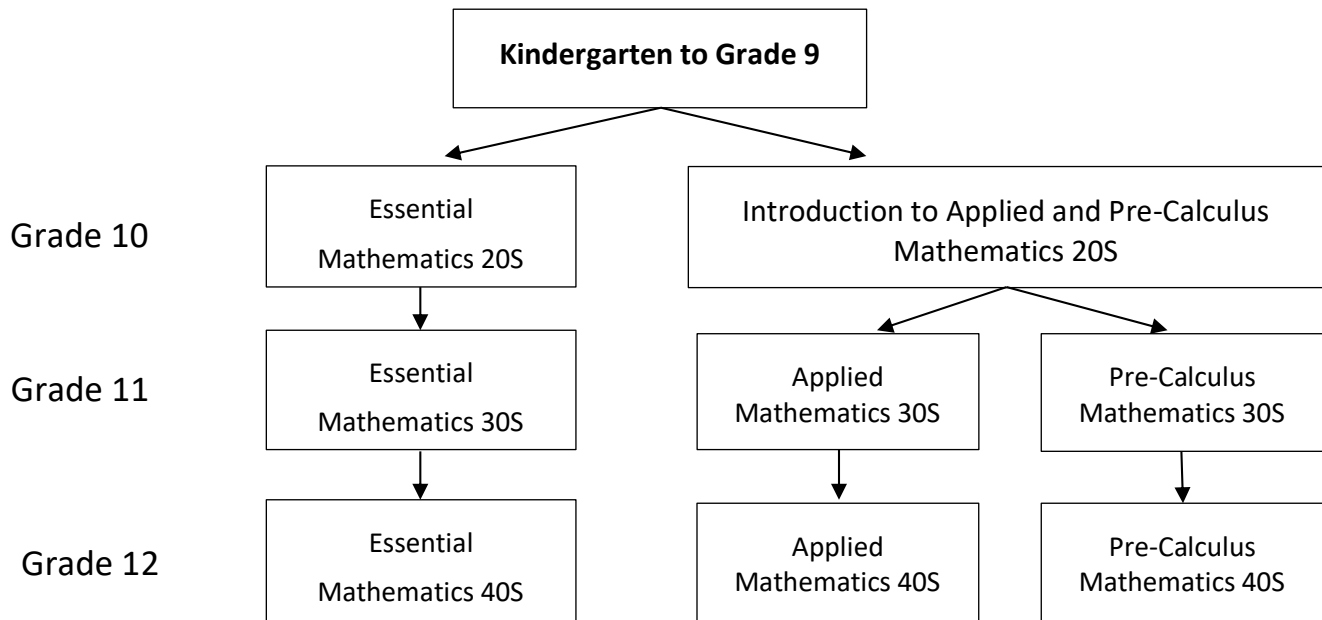 Kindergarten to Grade 9
Grade 10
Essential
Mathematics 20S
Introduction to Applied and Pre-Calculus
Mathematics 20S
Grade 11
Essential
Mathematics 30S
Applied
Mathematics 30S
Pre-Calculus
Mathematics 30S
Grade 12
Essential
Mathematics 40S
Applied
Mathematics 40S
Pre-Calculus
Mathematics 40S